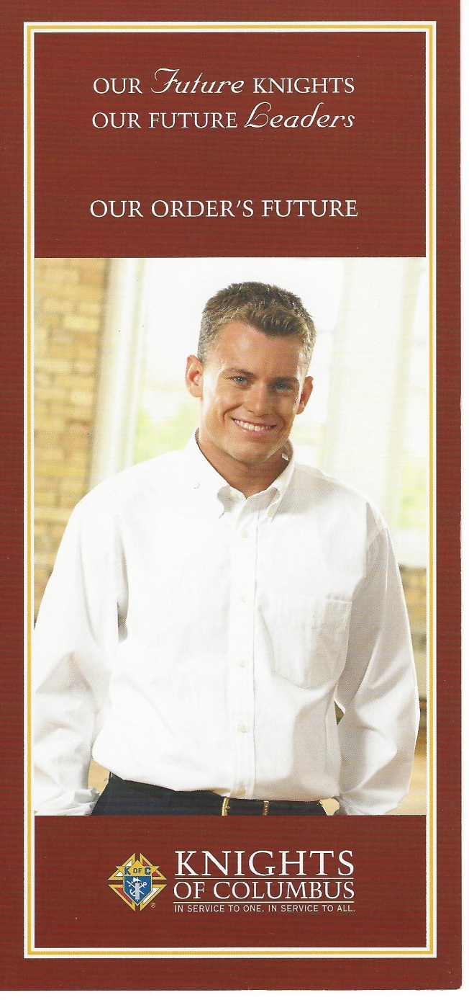 OUR Future KNIGHTS
OUR FUTURE Leaders
OUR ORDER'S FUTURE
K OF C
®
KNIGHTS
OF COLUMBUS
IN SERVICE TO ONE. IN SERVICE TO ALL.